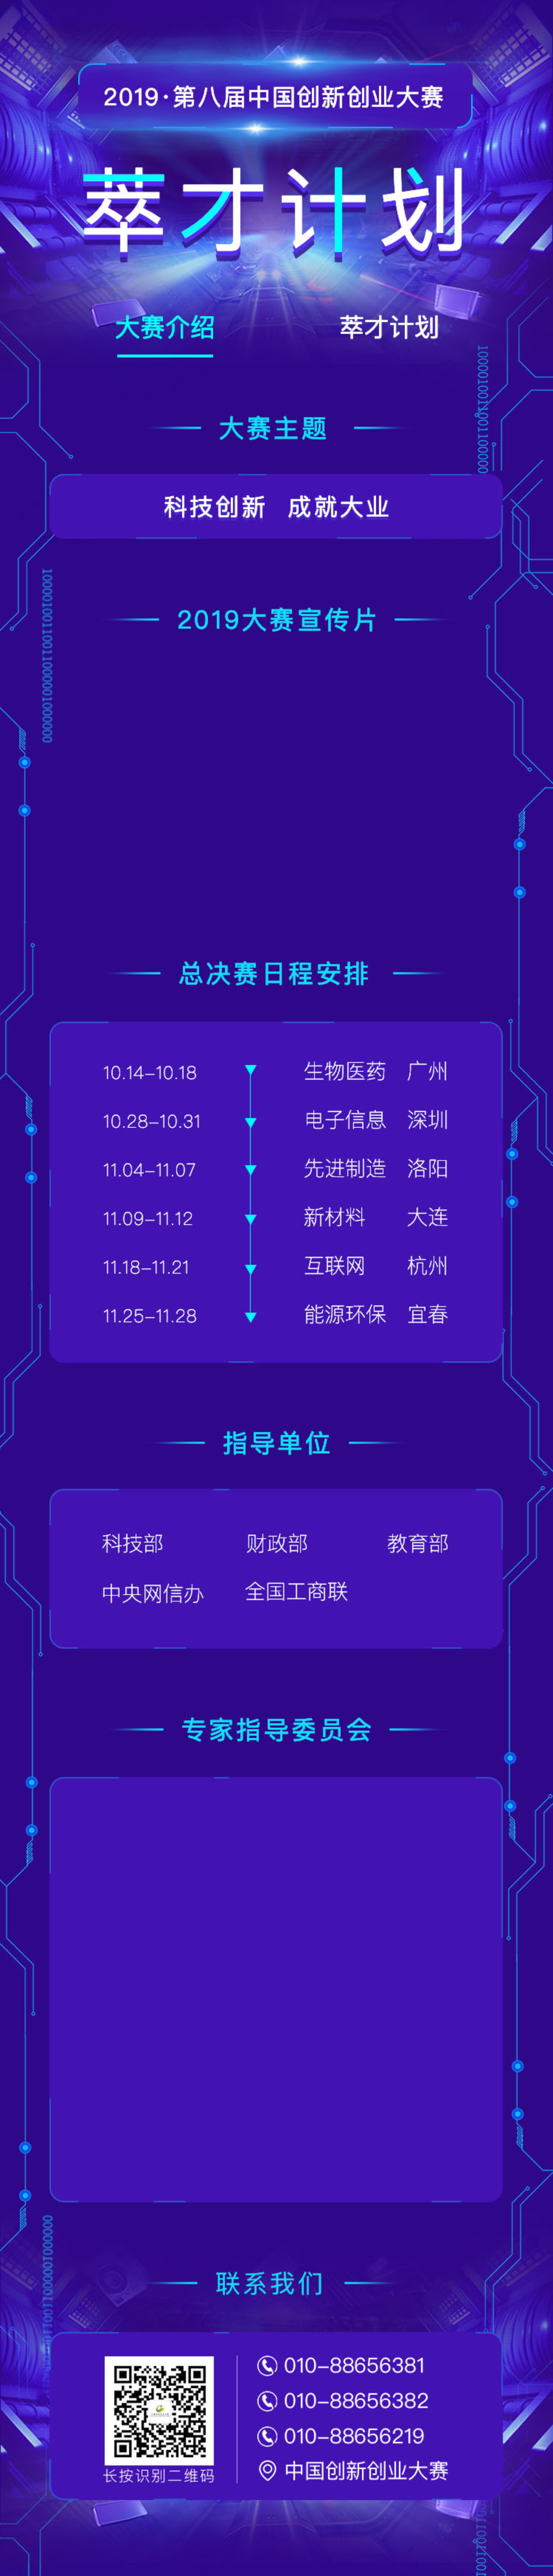 2019·第八届中国创新创业大赛
萃才计划
大赛介绍 萃才计划
大赛主题
科技创新 成就大业
2019大赛宣传片
总决赛日程安排
10.14–10.18 生物医药 广州
10.28–10.31 电子信息 深圳
11.04–11.07 先进制造 洛阳
11.09–11.12 新材料 大连
11.18–11.21 互联网 杭州
11.25–11.28 能源环保 宜春
指导单位
科技部 财政部 教育部
中央网信办 全国工商联
专家指导委员会
联系我们
010–88656381
010–88656382
010–88656219
中国创新创业大赛
长按识别二维码